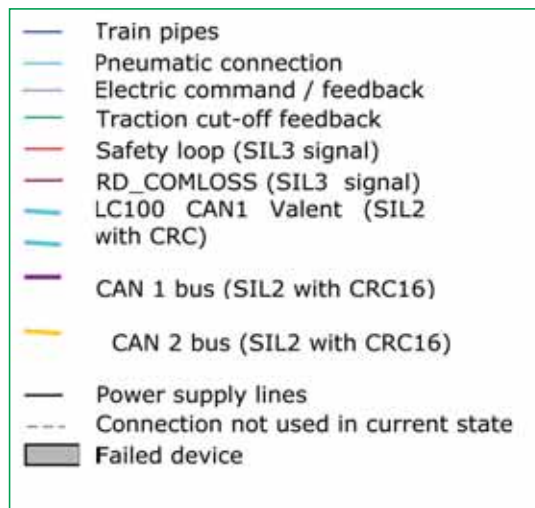 Train pipes
Pneumatic connection
Electric command / feedback
Traction cut-off feedback
Safety loop (SIL3 signal)
RD_COMLOSS (SIL3 signal)
LC100 CAN1 Valent (SIL2
with CRC)
CAN 1 bus (SIL2 with CRC16)
CAN 2 bus (SIL2 with CRC16)
Power supply lines
Connection not used in current state
Failed device